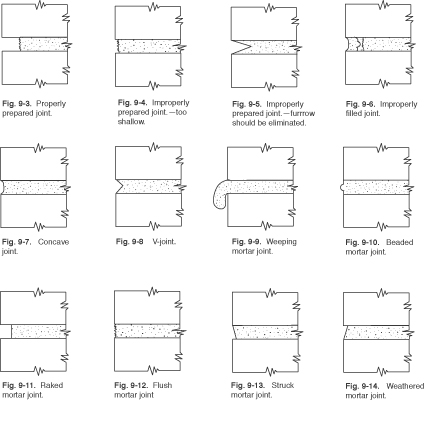 Fig. 9-3. Properly
prepared joint.
Fig. 9-4. Improperly
prepared joint.—too
shallow.
Fig. 9-5. Improperly
prepared joint.—furrow
should be eliminated.
Fig. 9-6. Improperly
filled joint.
Fig. 9-7. Concave
joint.
Fig. 9-8 V-joint.
Fig. 9-9. Weeping
mortar joint.
Fig. 9-10. Beaded
mortar joint.
Fig. 9-11. Raked
mortar joint.
Fig. 9-12. Flush
mortar joint
Fig. 9-13. Struck
mortar joint.
Fig. 9-14. Weathered
mortar joint.